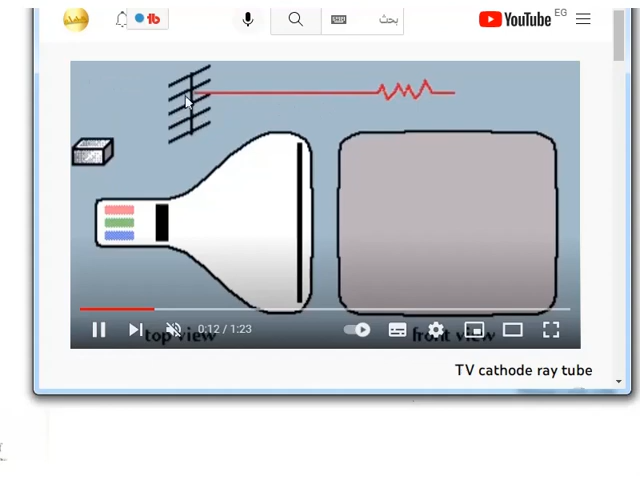 YouTube EG
بحث
0:12 / 1:23
top view
front view
TV cathode ray tube